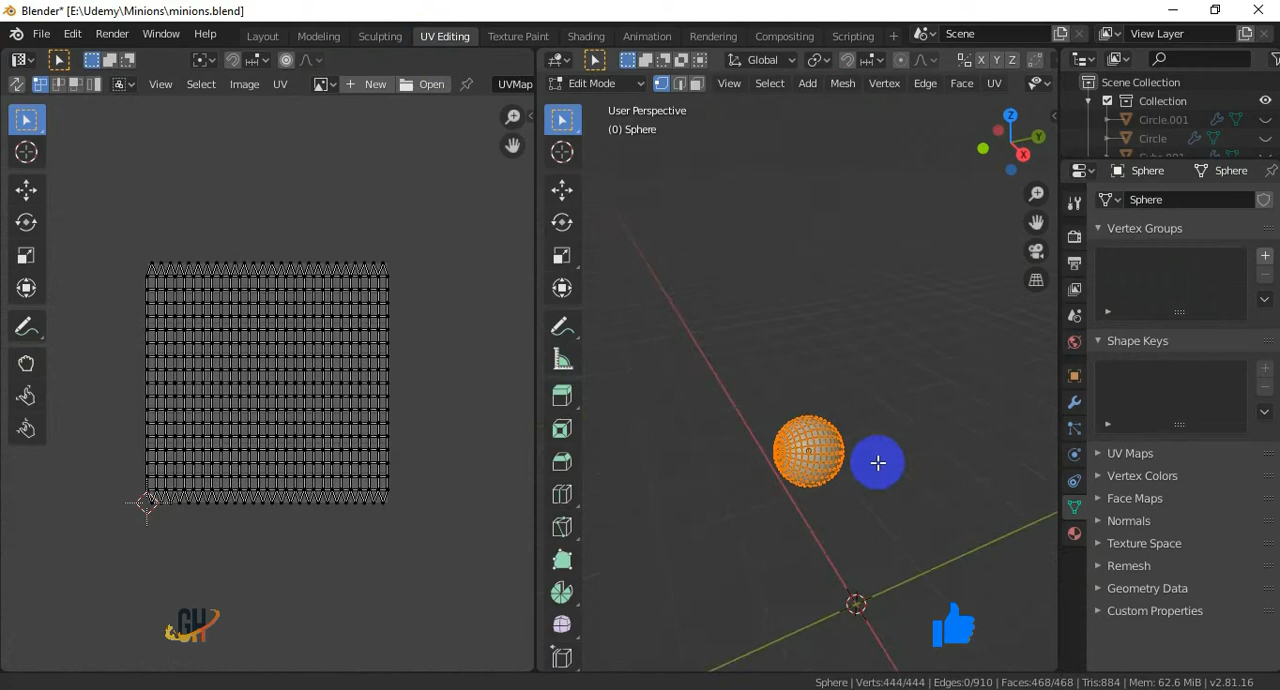 Blender* [E:\Udemy\Minions\minions.blend]
File Edit Render Window Help Layout Modeling Sculpting UV Editing Texture Paint Shading Animation Rendering Compositing Scripting + Scene View Layer
Global X Y Z
View Select Image UV + New Open UVMap Edit Mode View Select Add Mesh Vertex Edge Face UV
Scene Collection
Collection
Circle.001
Circle
User Perspective
(0) Sphere
Z
Y
X
Sphere Sphere
Sphere
Vertex Groups
Shape Keys
UV Maps
Vertex Colors
Face Maps
Normals
Texture Space
Remesh
Geometry Data
Custom Properties
GH
Sphere | Verts:444/444 | Edges:0/910 | Faces:468/468 | Tris:884 | Mem: 62.6 MiB | v2.81.16